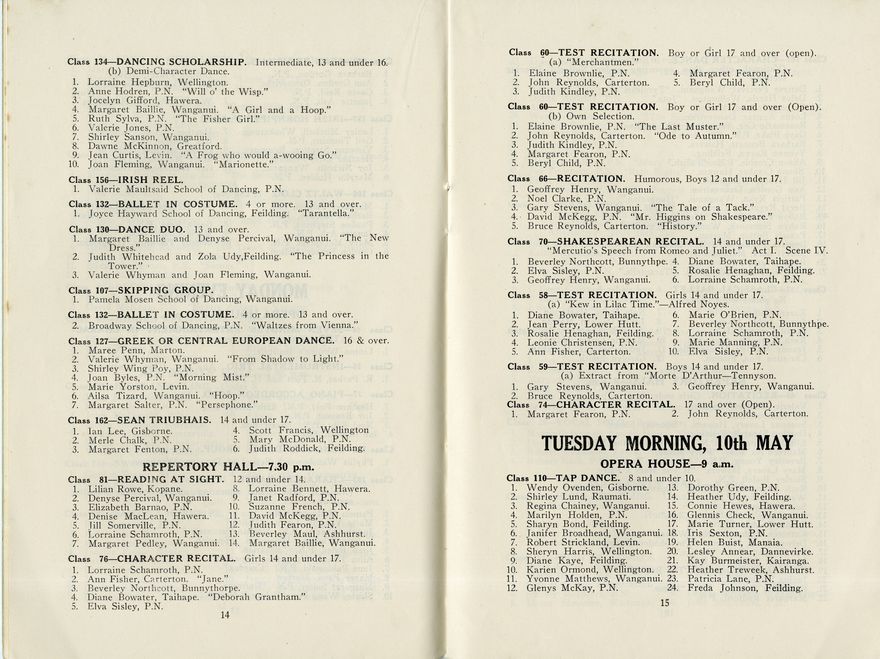 Class 134—DANCING SCHOLARSHIP. Intermediate, 13 and under 16.
(b) Demi-Character Dance.
1. Lorraine Hepburn, Wellington.
2. Anne Hodren, P.N. "Will o' the Wisp."
3. Jocelyn Gifford, Hawera.
4. Margaret Baillie, Wanganui. "A Girl and a Hoop."
5. Ruth Sylva, P.N. "The Fisher Girl."
6. Valerie Jones, P.N.
7. Shirley Sanson, Wanganui.
8. Dawne McKinnon, Greatford.
9. Jean Curtis, Levin. "A Frog who would a-wooing Go."
10. Joan Fleming, Wanganui. "Marionette."
Class 156—IRISH REEL.
1. Valerie Maultsaid School of Dancing, P.N.
Class 132—BALLET IN COSTUME. 4 or more. 13 and over.
1. Joyce Hayward School of Dancing, Feilding. "Tarantella."
Class 130—DANCE DUO. 13 and over.
1. Margaret Baillie and Denyse Percival, Wanganui. "The New
Dress."
2. Judith Whitehead and Zola Udy,Feilding. "The Princess in the
Tower."
3. Valerie Whyman and Joan Fleming, Wanganui.
Class 107—SKIPPING GROUP.
1. Pamela Mosen School of Dancing, Wanganui.
Class 132—BALLET IN COSTUME. 4 or more. 13 and over.
2. Broadway School of Dancing, P.N. "Waltzes from Vienna."
Class 127—GREEK OR CENTRAL EUROPEAN DANCE. 16 & over.
1. Maree Penn, Marton.
2. Valerie Whyman, Wanganui. "From Shadow to Light."
3. Shirley Wing Poy, P.N.
4. Joan Byles, P.N. "Morning Mist."
5. Marie Yorston, Levin.
6. Ailsa Tizard, Wanganui. "Hoop."
7. Margaret Salter, P.N. "Persephone."
Class 162—SEAN TRIUBHAIS. 14 and under 17.
1. Ian Lee, Gisborne. 4. Scott Francis, Wellington
2. Merle Chalk, P.N. 5. Mary McDonald, P.N.
3. Margaret Fenton, P.N. 6. Judith Roddick, Feilding.
REPERTORY HALL—7.30 p.m.
Class 81—READING AT SIGHT. 12 and under 14.
1. Lilian Rowe, Kopane. 8. Lorraine Bennett, Hawera.
2. Denyse Percival, Wanganui. 9. Janet Radford, P.N.
3. Elizabeth Barnao, P.N. 10. Suzanne French, P.N.
4. Denise MacLean, Hawera. 11. David McKegg, P.N.
5. Jill Somerville, P.N. 12. Judith Fearon, P.N.
6. Lorraine Schamroth, P.N. 13. Beverley Maul, Ashhurst.
7. Margaret Pedley, Wanganui. 14. Margaret Baillie, Wanganui.
Class 76—CHARACTER RECITAL. Girls 14 and under 17.
1. Lorraine Schamroth, P.N.
2. Ann Fisher, Carterton. "Jane."
3. Beverley Northcott, Bunnythorpe.
4. Diane Bowater, Taihape. "Deborah Grantham."
5. Elva Sisley, P.N.
14
Class 60—TEST RECITATION. Boy or Girl 17 and over (open).
(a) "Merchantmen."
1. Elaine Brownlie, P.N. 4. Margaret Fearon, P.N.
2. John Reynolds, Carterton. 5. Beryl Child, P.N.
3. Judith Kindley, P.N.
Class 60—TEST RECITATION. Boy or Girl 17 and over (Open).
(b) Own Selection.
1. Elaine Brownlie, P.N. "The Last Muster."
2. John Reynolds, Carterton. "Ode to Autumn."
3. Judith Kindley, P.N.
4. Margaret Fearon, P.N.
5. Beryl Child, P.N.
Class 66—RECITATION. Humorous, Boys 12 and under 17.
1. Geoffrey Henry, Wanganui.
2. Noel Clarke, P.N.
3. Gary Stevens, Wanganui. "The Tale of a Tack."
4. David McKegg, P.N. "Mr. Higgins on Shakespeare."
5. Bruce Reynolds, Carterton. "History."
Class 70—SHAKESPEAREAN RECITAL. 14 and under 17.
"Mercutio's Speech from Romeo and Juliet." Act I. Scene IV.
1. Beverley Northcott, Bunnythpe. 4. Diane Bowater, Taihape.
2. Elva Sisley, P.N. 5. Rosalie Henaghan, Feilding.
3. Geoffrey Henry, Wanganui. 6. Lorraine Schamroth, P.N.
Class 58—TEST RECITATION. Girls 14 and under 17.
(a) "Kew in Lilac Time."—Alfred Noyes.
1. Diane Bowater, Taihape. 6. Marie O'Brien, P.N.
2. Jean Perry, Lower Hutt. 7. Beverley Northcott, Bunnythpe.
3. Rosalie Henaghan, Feilding. 8. Lorraine Schamroth, P.N.
4. Leonie Christensen, P.N. 9. Marie Manning, P.N.
5. Ann Fisher, Carterton. 10. Elva Sisley, P.N.
Class 59—TEST RECITATION. Boys 14 and under 17.
(a) Extract from "Morte D'Arthur—Tennyson.
1. Gary Stevens, Wanganui. 3. Geoffrey Henry, Wanganui.
2. Bruce Reynolds, Carterton.
Class 74—CHARACTER RECITAL. 17 and over (Open).
1. Margaret Fearon, P.N. 2. John Reynolds, Carterton.
TUESDAY MORNING, 10th MAY
OPERA HOUSE—9 a.m.
Class 110—TAP DANCE. 8 and under 10.
1. Wendy Ovenden, Gisborne. 13. Dorothy Green, P.N.
2. Shirley Lund, Raumati. 14. Heather Udy, Feilding.
3. Regina Chainey, Wanganui. 15. Connie Hewes, Hawera.
4. Marilyn Holden, P.N. 16. Glennis Check, Wanganui.
5. Sharyn Bond, Feilding. 17. Marie Turner, Lower Hutt.
6. Janifer Broadhead, Wanganui. 18. Iris Sexton, P.N.
7. Robert Strickland, Levin. 19. Helen Buist, Manaia.
8. Sheryn Harris, Wellington. 20. Lesley Annear, Dannevirke.
9. Diane Kaye, Feilding. 21. Kay Burmeister, Kairanga.
10. Karien Ormond, Wellington. 22. Heather Treweek, Ashhurst.
11. Yvonne Matthews, Wanganui. 23. Patricia Lane, P.N.
12. Glenys McKay, P.N. 24. Freda Johnson, Feilding.
15